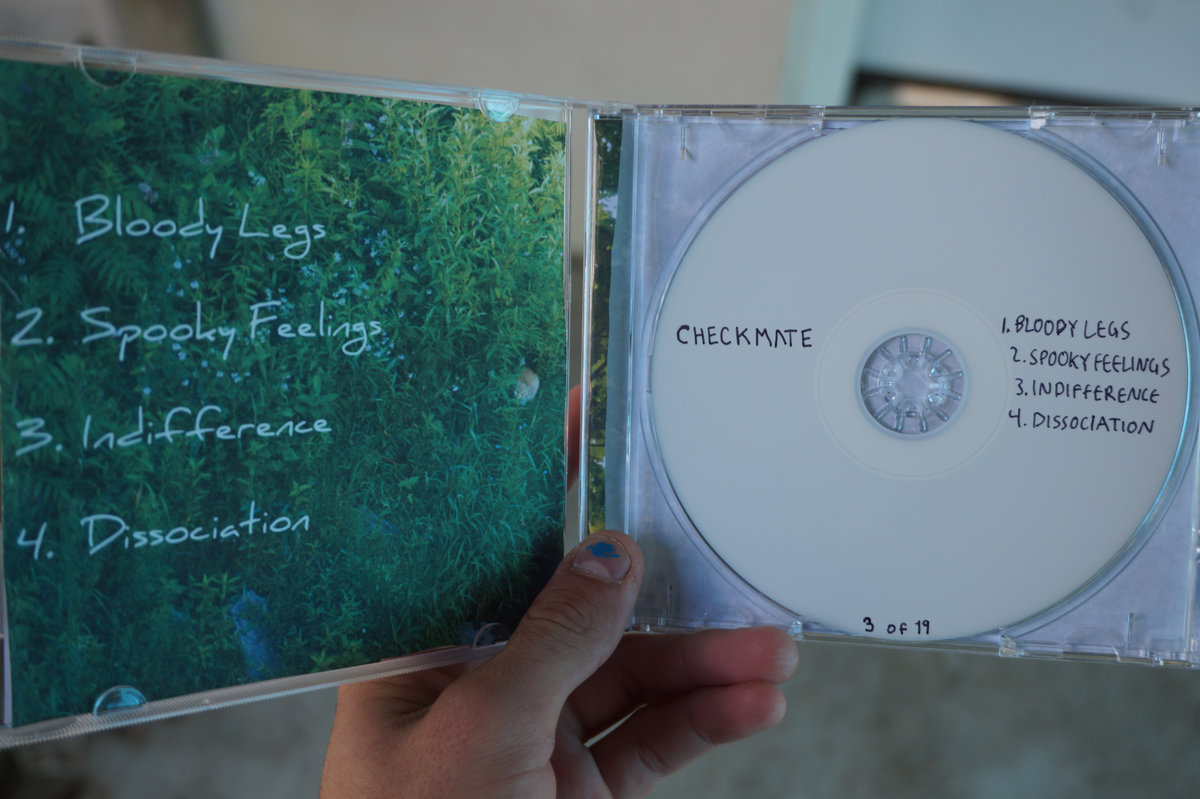 1. Bloody Legs
2. Spooky Feelings
3. Indifference
4. Dissociation
CHECKMATE
1. BLOODY LEGS
2. SPOOKY FEELINGS
3. INDIFFERENCE
4. DISSOCIATION
3 OF 19